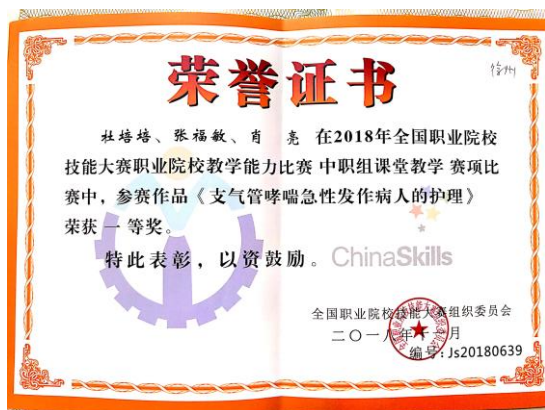 荣誉证书
徐州
杜培培、张福敏、肖 亮 在2018年全国职业院校
技能大赛职业院校教学能力比赛 中职组课堂教学 赛项比
赛中，参赛作品《支气管哮喘急性发作病人的护理》
荣获 一 等奖。
特此表彰，以资鼓励。
ChinaSkills
全国职业院校技能大赛组织委员会
二〇一八年十 月
编号：Js20180639